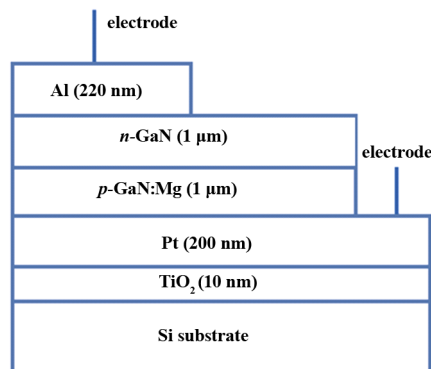 electrode
Al (220 nm)
n-GaN (1 μm)
electrode
p-GaN:Mg (1 μm)
Pt (200 nm)
TiO₂ (10 nm)
Si substrate